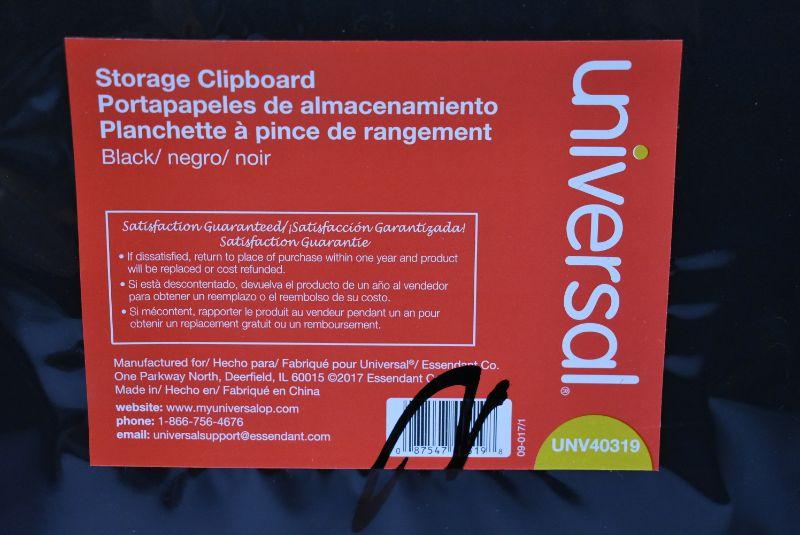 Storage Clipboard
Portapapeles de almacenamiento
Planchette à pince de rangement
Black/ negro/ noir
universal®
Satisfaction Guaranteed/¡Satisfacción Garantizada!
Satisfaction Guarantie
• If dissatisfied, return to place of purchase within one year and product
will be replaced or cost refunded.
• Si està descontentado, devuelva el producto de un año al vendedor
para obtener un reemplazo o el reembolso de su costo.
• Si mécontent, rapporter le produit au vendeur pendant un an pour
obtenir un replacement gratuit ou un remboursement.
Manufactured for/ Hecho para/ Fabriqué pour Universal®/ Essendant Co.
One Parkway North, Deerfield, IL 60015 ©2017 Essendant
Made in/ Hecho en/ Fabriqué en China
website: www.myuniversalop.com
phone: 1-866-756-4676
email: universalsupport@essendant.com
0 87547 8
09-017/1
UNV40319